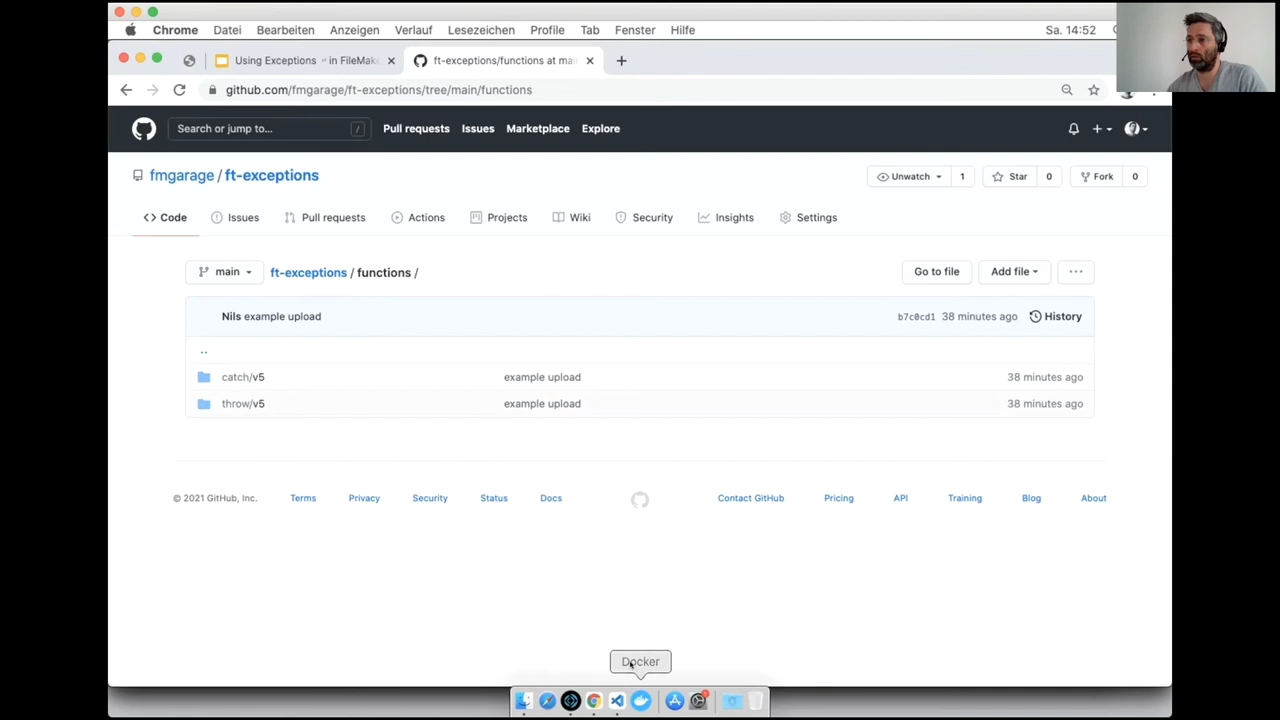 Chrome Datei Bearbeiten Anzeigen Verlauf Lesezeichen Profile Tab Fenster Hilfe Sa. 14:52
Using Exceptions in FileMake ft-exceptions/functions at mai
github.com/fmgarage/ft-exceptions/tree/main/functions
Search or jump to... / Pull requests Issues Marketplace Explore
fmgarage / ft-exceptions Unwatch 1 Star 0 Fork 0
<> Code Issues Pull requests Actions Projects Wiki Security Insights Settings
main ft-exceptions / functions / Go to file Add file ...
Nils example upload b7c0cd1 38 minutes ago History
..
catch/v5 example upload 38 minutes ago
throw/v5 example upload 38 minutes ago
© 2021 GitHub, Inc. Terms Privacy Security Status Docs Contact GitHub Pricing API Training Blog About
Docker